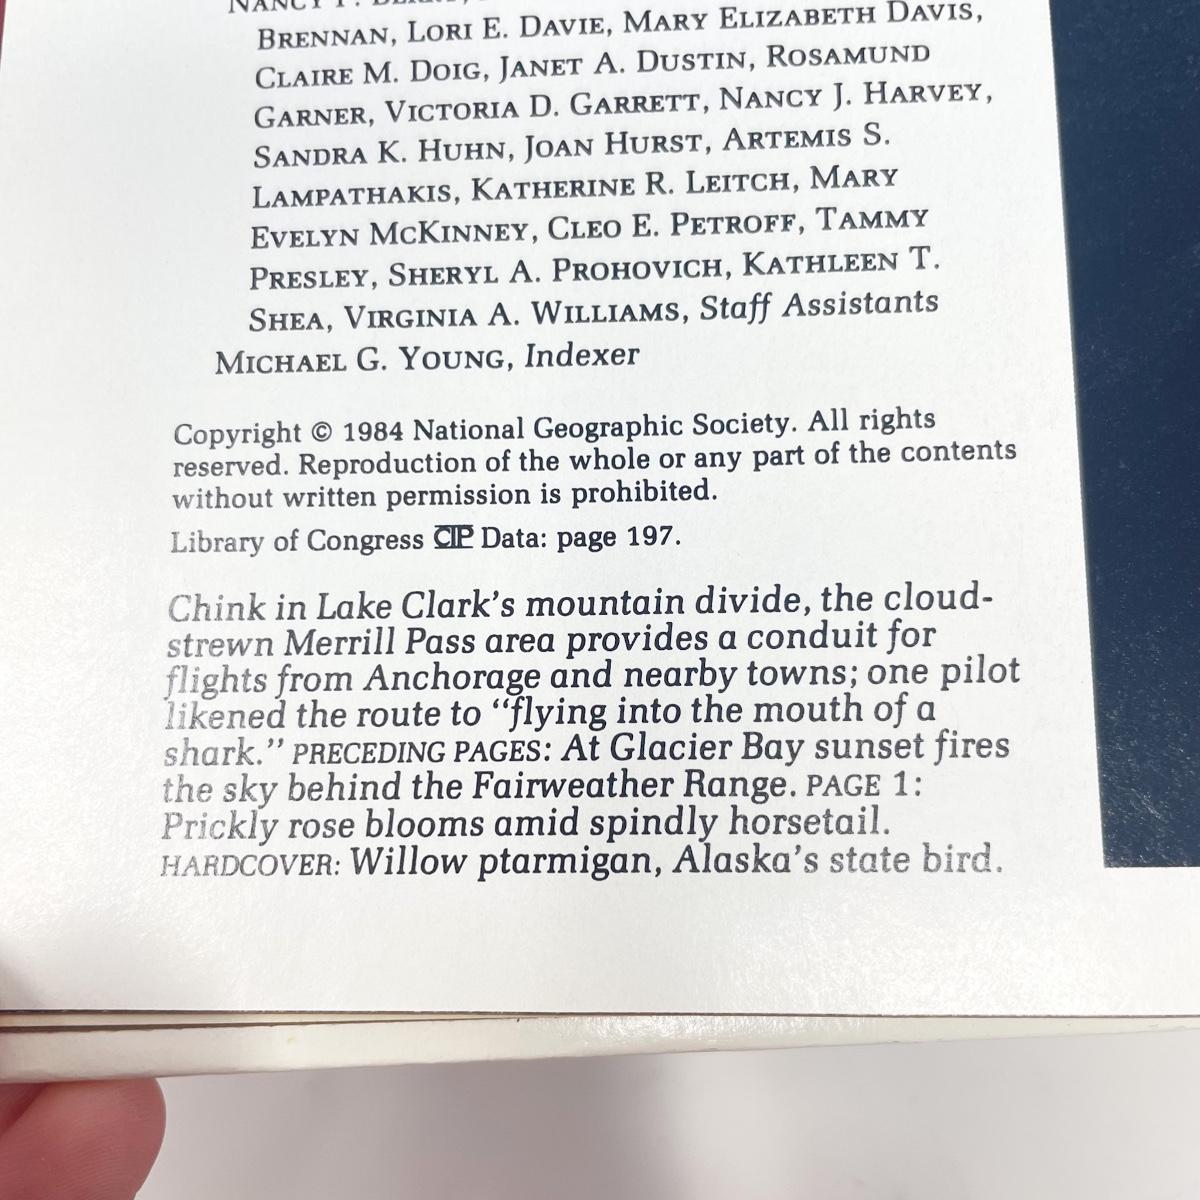 NANCY
BRENNAN, LORI E. DAVIE, MARY ELIZABETH DAVIS,
CLAIRE M. DOIG, JANET A. DUSTIN, ROSAMUND
GARNER, VICTORIA D. GARRETT, NANCY J. HARVEY,
SANDRA K. HUHN, JOAN HURST, ARTEMIS S.
LAMPATHAKIS, KATHERINE R. LEITCH, MARY
EVELYN MCKINNEY, CLEO E. PETROFF, TAMMY
PRESLEY, SHERYL A. PROHOVICH, KATHLEEN T.
SHEA, VIRGINIA A. WILLIAMS, Staff Assistants
MICHAEL G. YOUNG, Indexer
Copyright © 1984 National Geographic Society. All rights
reserved. Reproduction of the whole or any part of the contents
without written permission is prohibited.
Library of Congress CIP Data: page 197.
Chink in Lake Clark's mountain divide, the cloud-
strewn Merrill Pass area provides a conduit for
flights from Anchorage and nearby towns; one pilot
likened the route to “flying into the mouth of a
shark.” PRECEDING PAGES: At Glacier Bay sunset fires
the sky behind the Fairweather Range. PAGE 1:
Prickly rose blooms amid spindly horsetail.
HARDCOVER: Willow ptarmigan, Alaska's state bird.